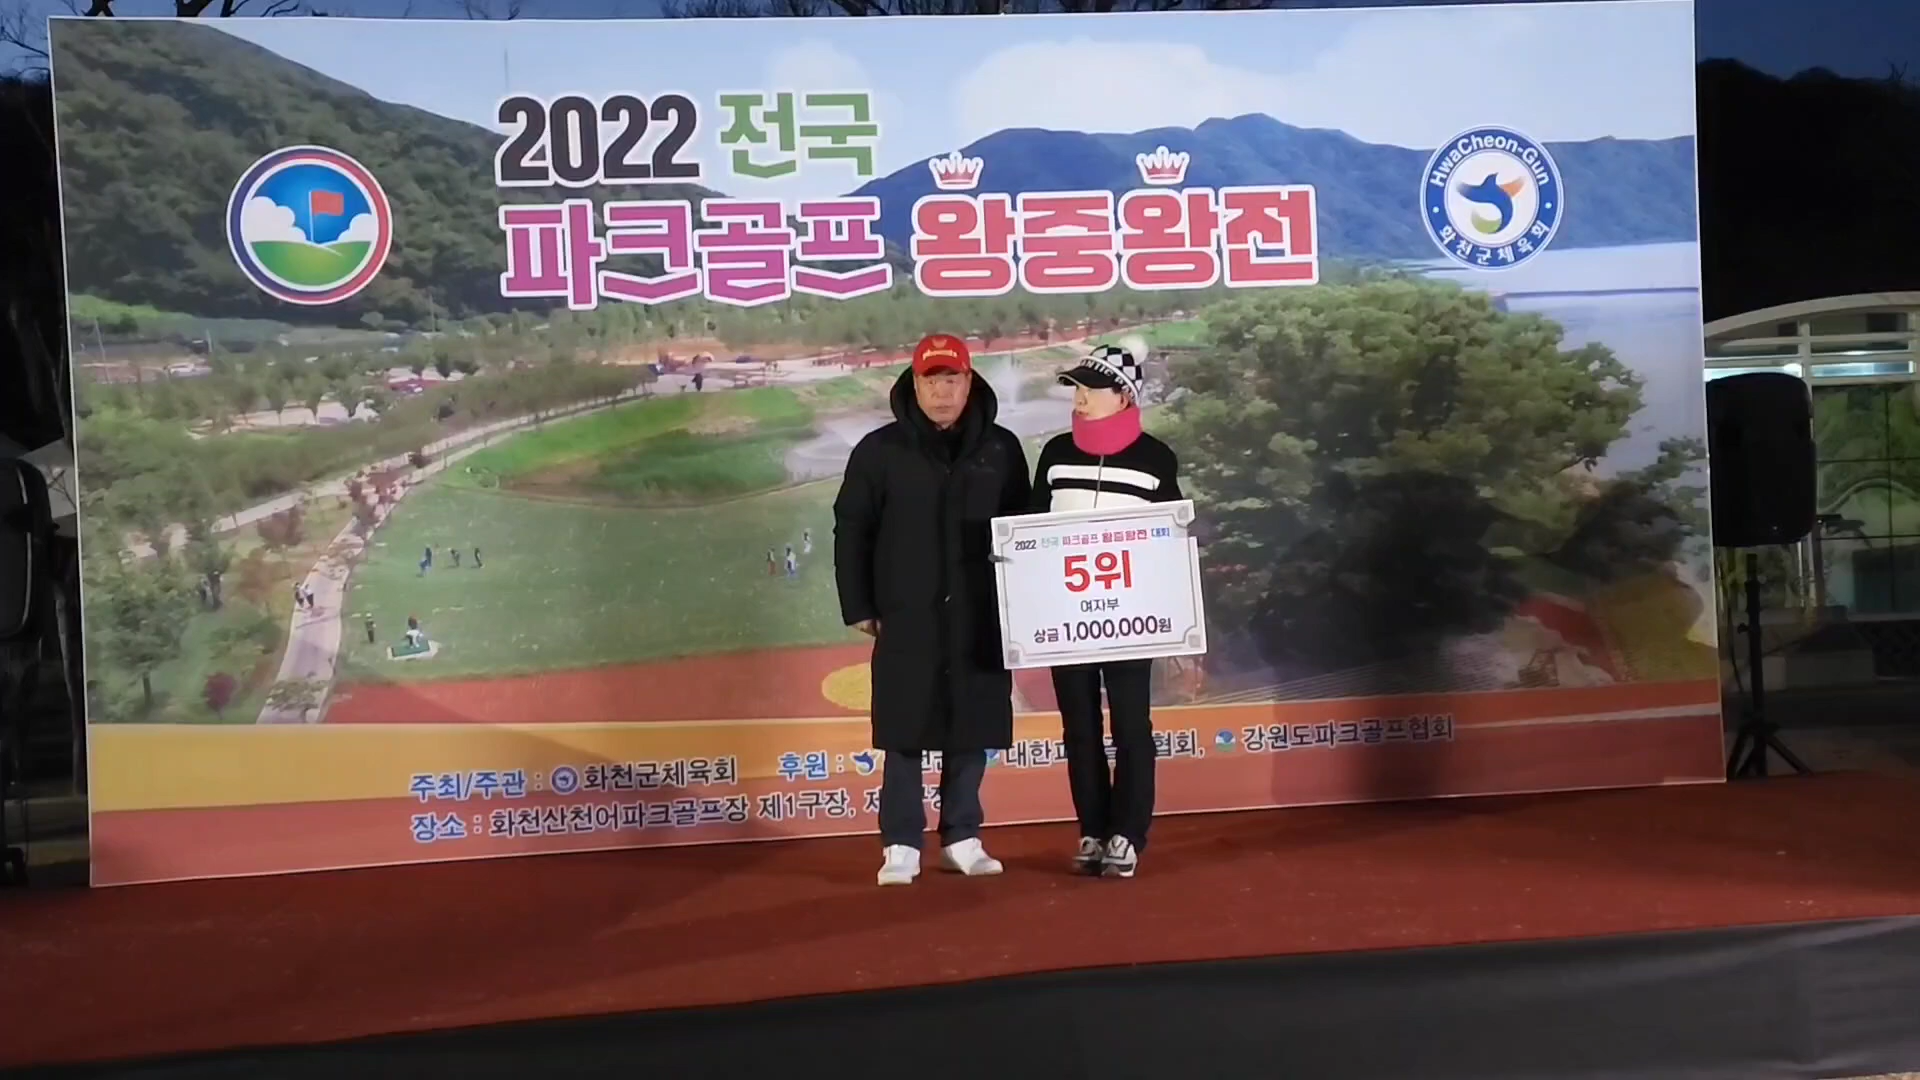 2022 전국
파크골프 왕중왕전
HwaCheon-Gun
화천군체육회
2022 전국 파크골프 왕중왕전 대회
5위
여자부
상금 1,000,000원
주최/주관 : 화천군체육회 후원 : 대한파 협회, 강원도파크골프협회
장소 : 화천산천어파크골프장 제1구장,